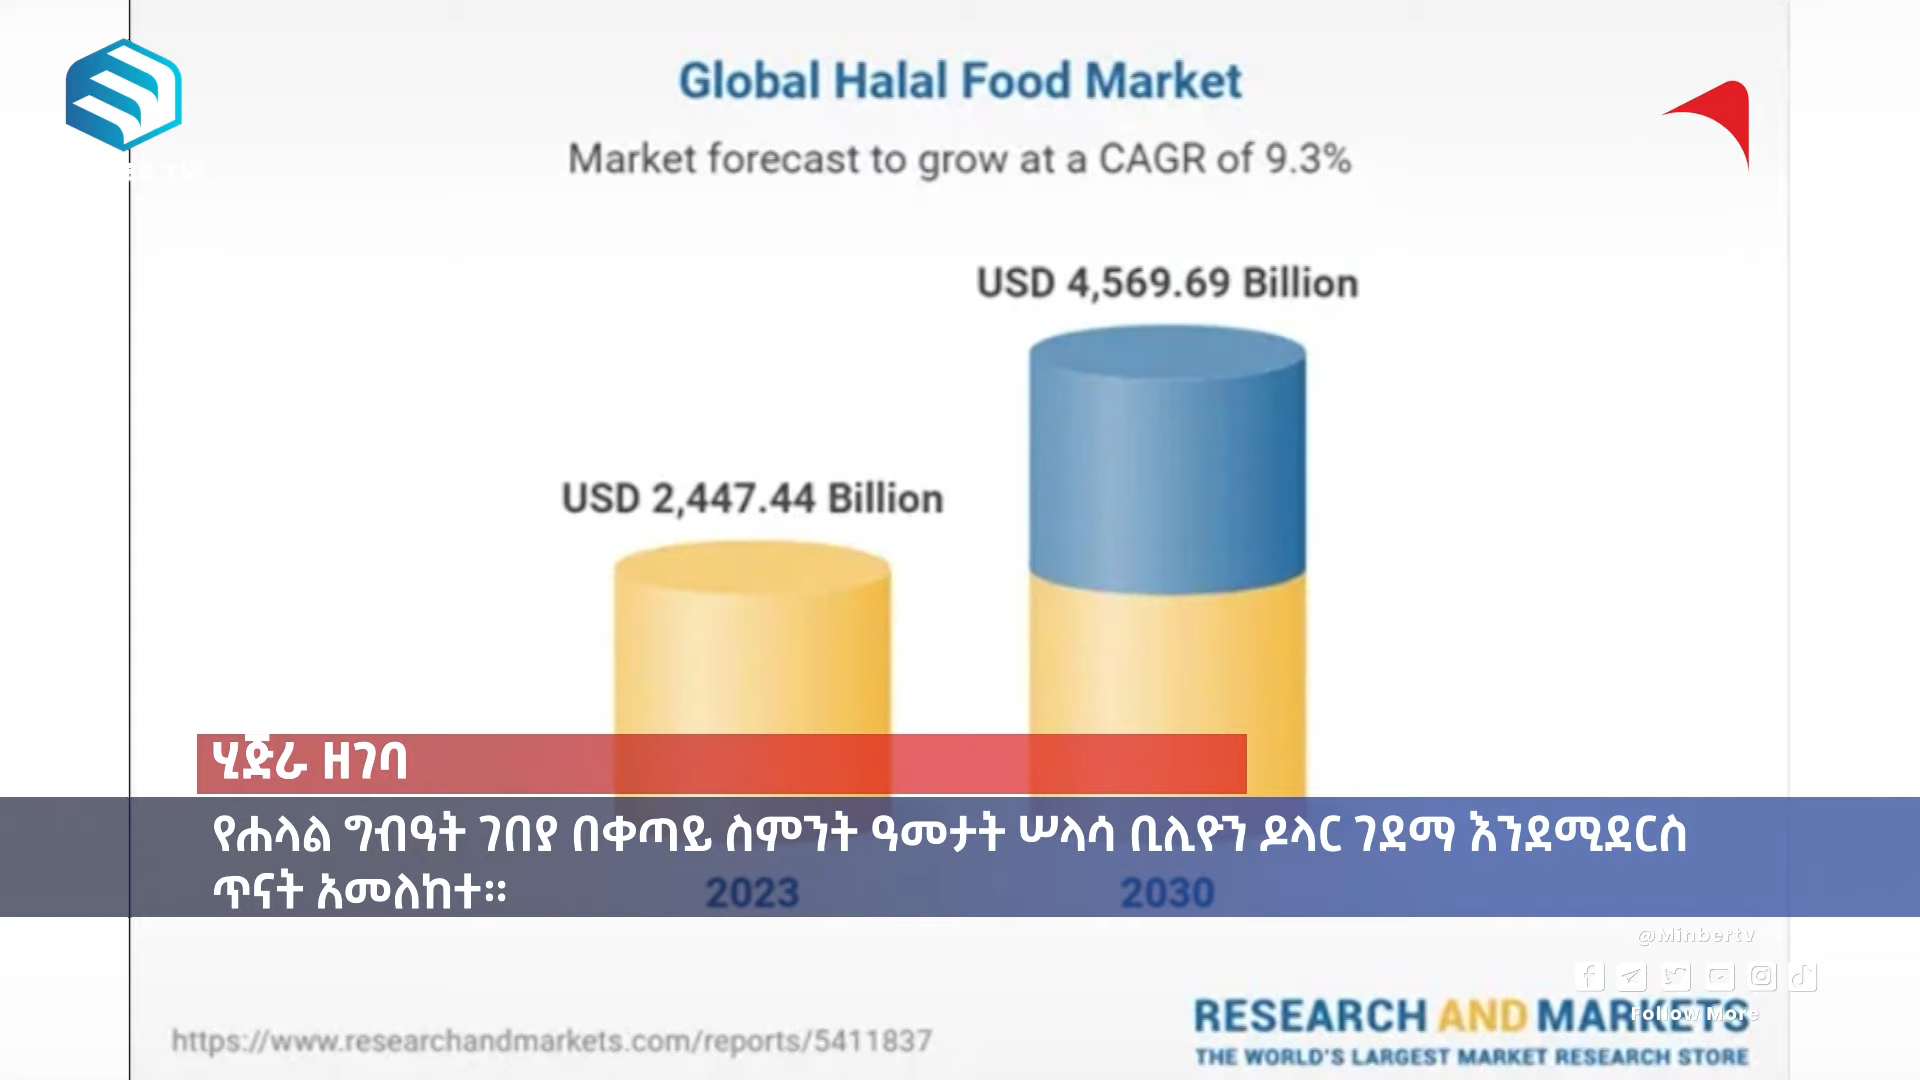 Global Halal Food Market
Market forecast to grow at a CAGR of 9.3%
USD 4,569.69 Billion
USD 2,447.44 Billion
ሂጅራ ዘገባ
የሐላል ግብዓት ገበያ በቀጣይ ስምንት ዓመታት ሠላሳ ቢሊዮን ዶላር ገደማ እንደሚደርስ
ጥናት አመለከተ።
2023
2030
@Minbertv
Follow More
https://www.researchandmarkets.com/reports/5411837
RESEARCH AND MARKETS
THE WORLD'S LARGEST MARKET RESEARCH STORE